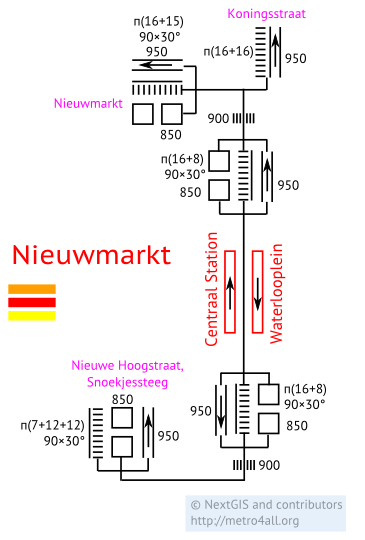 Koningsstraat
п(16+15)
90×30°
950
п(16+16)
950
Nieuwmarkt
850
900
п(16+8)
90×30°
850
950
Nieuwmarkt
Centraal Station
Waterlooplein
Nieuwe Hoogstraat,
Snoekjessteeg
850
п(7+12+12)
90×30°
950
950
п(16+8)
90×30°
850
900
© NextGIS and contributors
http://metro4all.org